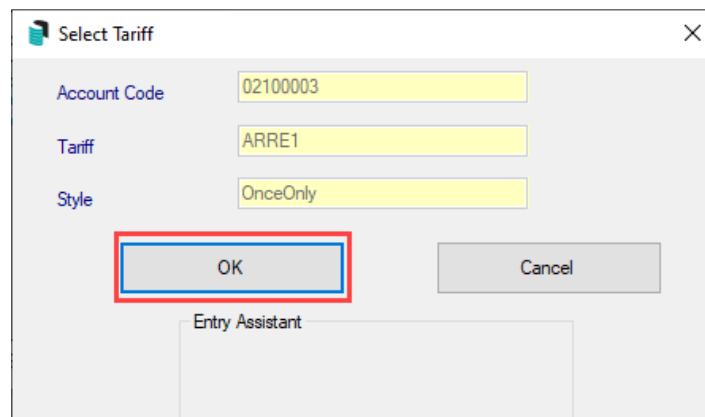 Select Tariff
Account Code 02100003
Tariff ARRE1
Style OnceOnly
OK Cancel
Entry Assistant